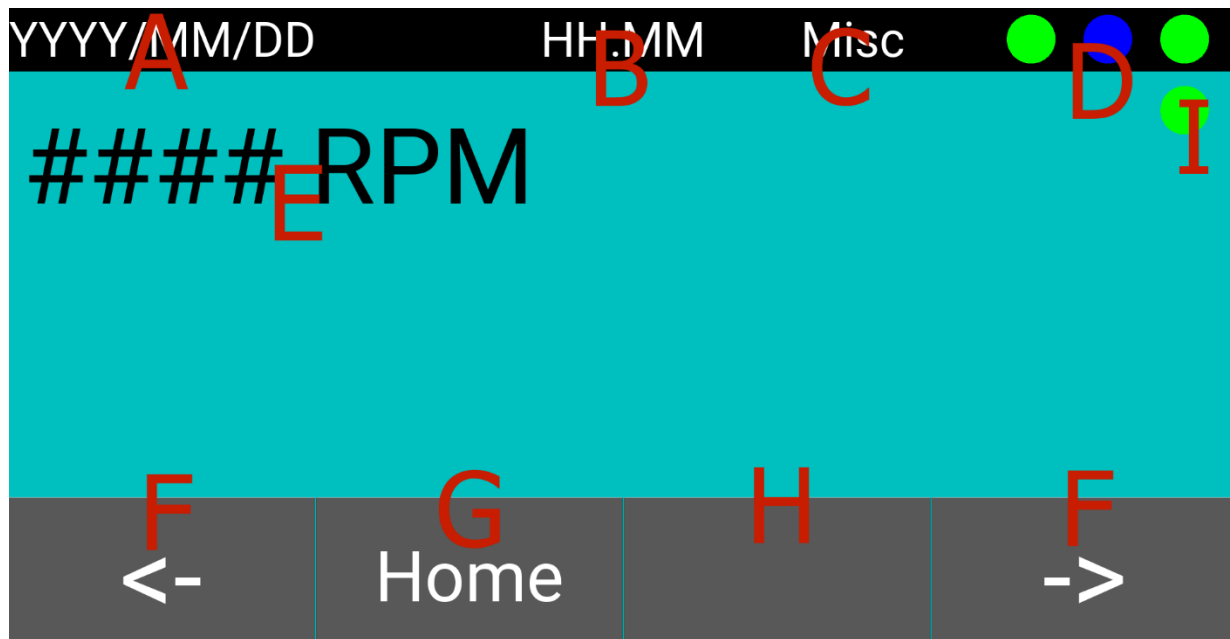 YYYY/MM/DD HH:MM Misc
A B C D
I
#### RPM
E
F G H F
<- Home ->